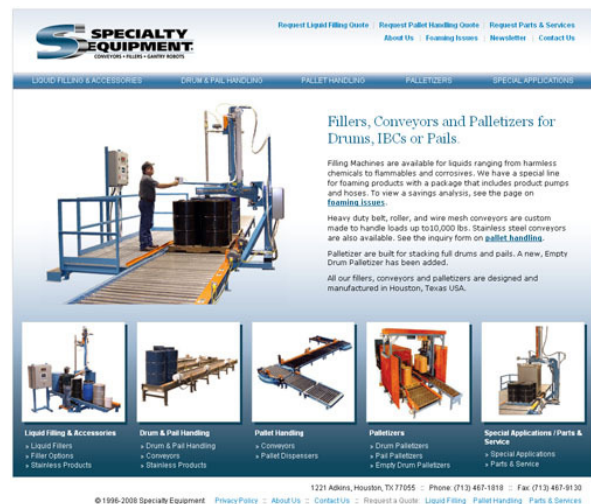 Request Liquid Filling Quote :: Request Pallet Handling Quote :: Request Parts & Services
About Us :: Foaming Issues :: Newsletter :: Contact Us
SPECIALTY
EQUIPMENT
CONVEYORS • FILLERS • GANTRY ROBOTS
LIQUID FILLING & ACCESSORIES DRUM & PAIL HANDLING PALLET HANDLING PALLETIZERS SPECIAL APPLICATIONS
Fillers, Conveyors and Palletizers for
Drums, IBCs or Pails.
Filling Machines are available for liquids ranging from harmless
chemicals to flammables and corrosives. We have a special line
for foaming products with a package that includes product pumps
and hoses. To view a savings analysis, see the page on
foaming issues.
Heavy duty belt, roller, and wire mesh conveyors are custom
made to handle loads up to10,000 lbs. Stainless steel conveyors
are also available. See the inquiry form on pallet handling.
Palletizer are built for stacking full drums and pails. A new, Empty
Drum Palletizer has been added.
All our fillers, conveyors and palletizers are designed and
manufactured in Houston, Texas USA.
Liquid Filling & Accessories
» Liquid Fillers
» Filler Options
» Stainless Products
Drum & Pail Handling
» Drum & Pail Handling
» Conveyors
» Stainless Products
Pallet Handling
» Conveyors
» Pallet Dispensers
Palletizers
» Drum Palletizers
» Pail Palletizers
» Empty Drum Palletizers
Special Applications / Parts &
Service
» Special Applications
» Parts & Service
1221 Adkins, Houston, TX 77055 :: Phone: (713) 467-1818 :: Fax: (713) 467-9130
© 1996-2008 Specialty Equipment Privacy Policy :: About Us :: Contact Us :: Request a Quote: Liquid Filling Pallet Handling Parts & Services